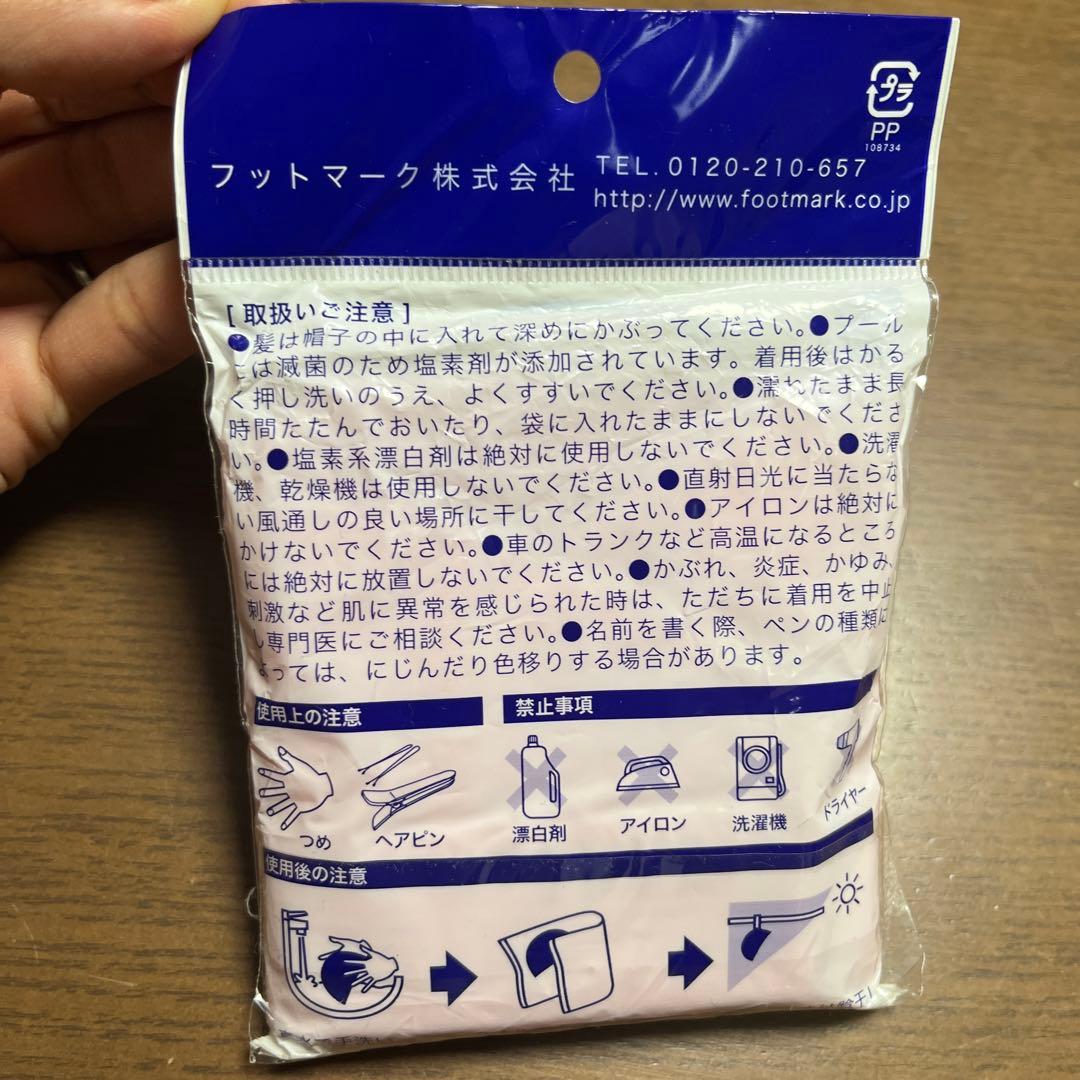 プラ
PP
108734
フットマーク株式会社
TEL. 0120-210-657
http://www.footmark.co.jp
[ 取扱いご注意 ]
●髪は帽子の中に入れて深めにかぶってください。●プール
には滅菌のため塩素剤が添加されています。着用後はかる
く押し洗いのうえ、よくすすいでください。●濡れたまま長
時間たたんでおいたり、袋に入れたままにしないでくださ
い。●塩素系漂白剤は絶対に使用しないでください。●洗濯
機、乾燥機は使用しないでください。●直射日光に当たらな
い風通しの良い場所に干してください。●アイロンは絶対に
かけないでください。●車のトランクなど高温になるところ
には絶対に放置しないでください。●かぶれ、炎症、かゆみ、
刺激など肌に異常を感じられた時は、ただちに着用を中止
し専門医にご相談ください。●名前を書く際、ペンの種類に
よっては、にじんだり色移りする場合があります。
使用上の注意
禁止事項
つめ
ヘアピン
漂白剤
アイロン
洗濯機
ドライヤー
使用後の注意
手洗い